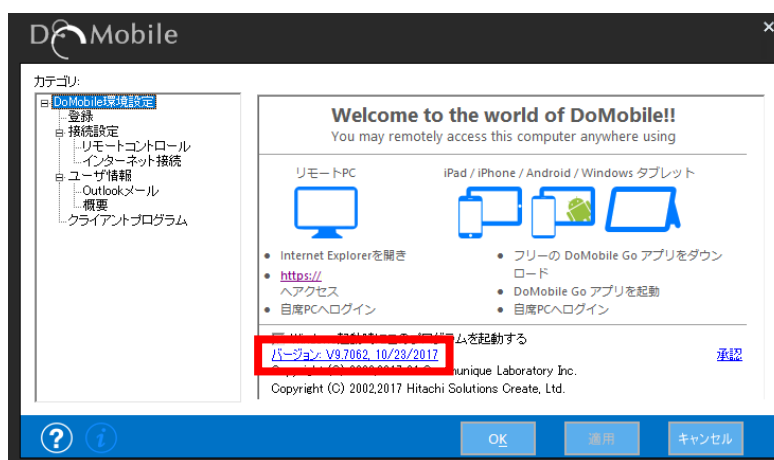 DoMobile
×
カテゴリ:
DoMobile環境設定
登録
接続設定
リモートコントロール
インターネット接続
ユーザ情報
Outlookメール
概要
クライアントプログラム
Welcome to the world of DoMobile!!
You may remotely access this computer anywhere using
リモートPC
iPad / iPhone / Android / Windows タブレット
• Internet Explorerを開き
• https://
へアクセス
• 自席PCへログイン
• フリーの DoMobile Go アプリをダウン
ロード
• DoMobile Go アプリを起動
• 自席PCへログイン
を起動する
バージョン: V9.7062, 10/23/2017
承認
Laboratory Inc.
Copyright (C) 2002,2017 Hitachi Solutions Create, Ltd.
? i
OK
適用
キャンセル